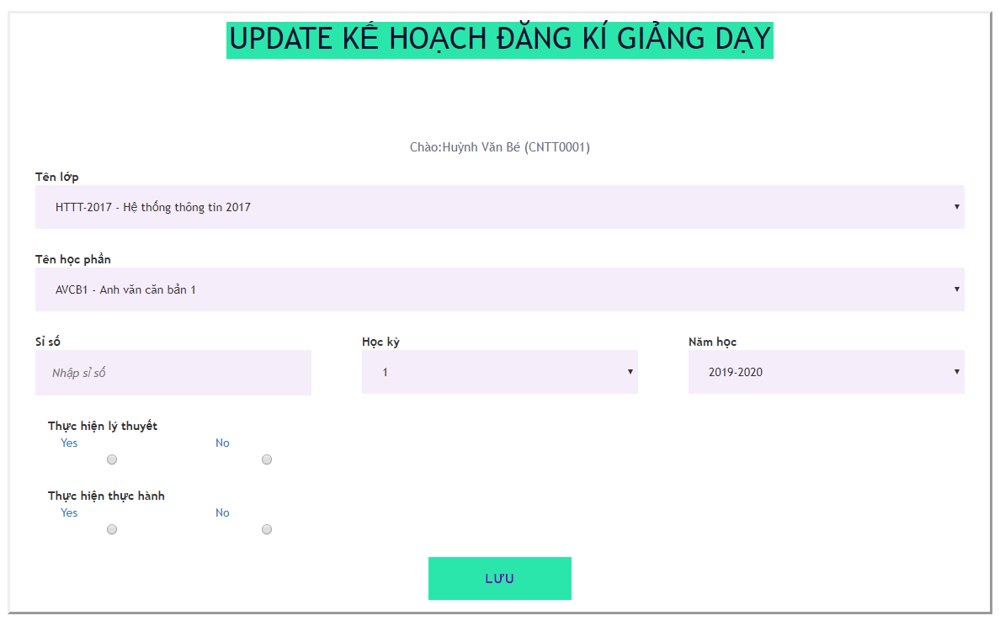 UPDATE KẾ HOẠCH ĐĂNG KÍ GIẢNG DẠY
Chào:Huỳnh Văn Bé (CNTT0001)
Tên lớp
HTTT-2017 - Hệ thống thông tin 2017
Tên học phần
AVCB1 - Anh văn căn bản 1
Sỉ số
Học kỳ
Năm học
Nhập sỉ số
1
2019-2020
Thực hiện lý thuyết
Yes
No
Thực hiện thực hành
Yes
No
LƯU